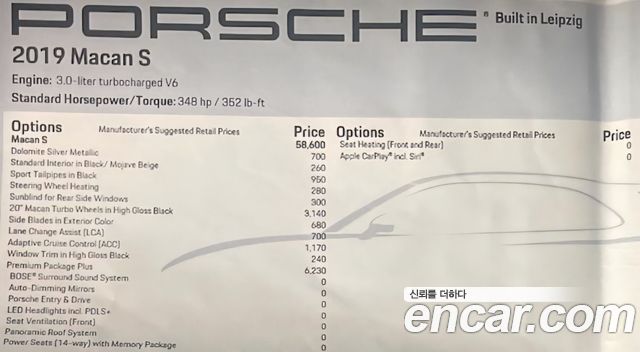 PORSCHE® Built in Leipzig
2019 Macan S
Engine: 3.0-liter turbocharged V6
Standard Horsepower/Torque: 348 hp / 352 lb-ft
Options Manufacturer's Suggested Retail Prices Price
Macan S 58,600
Dolomite Silver Metallic 700
Standard Interior in Black/ Mojave Beige 260
Sport Tailpipes in Black 950
Steering Wheel Heating 280
Sunblind for Rear Side Windows 300
20" Macan Turbo Wheels in High Gloss Black 3,140
Side Blades in Exterior Color 680
Lane Change Assist (LCA) 700
Adaptive Cruise Control (ACC) 1,170
Window Trim in High Gloss Black 240
Premium Package Plus 6,230
BOSE® Surround Sound System 0
Auto-Dimming Mirrors 0
Porsche Entry & Drive 0
LED Headlights incl. PDLS+ 0
Seat Ventilation (Front) 0
Panoramic Roof System 0
Power Seats (14-way) with Memory Package 0
Options Manufacturer's Suggested Retail Prices Price
Seat Heating (Front and Rear) 0
Apple CarPlay® incl. Siri® 0
신뢰를 더하다
encar.com